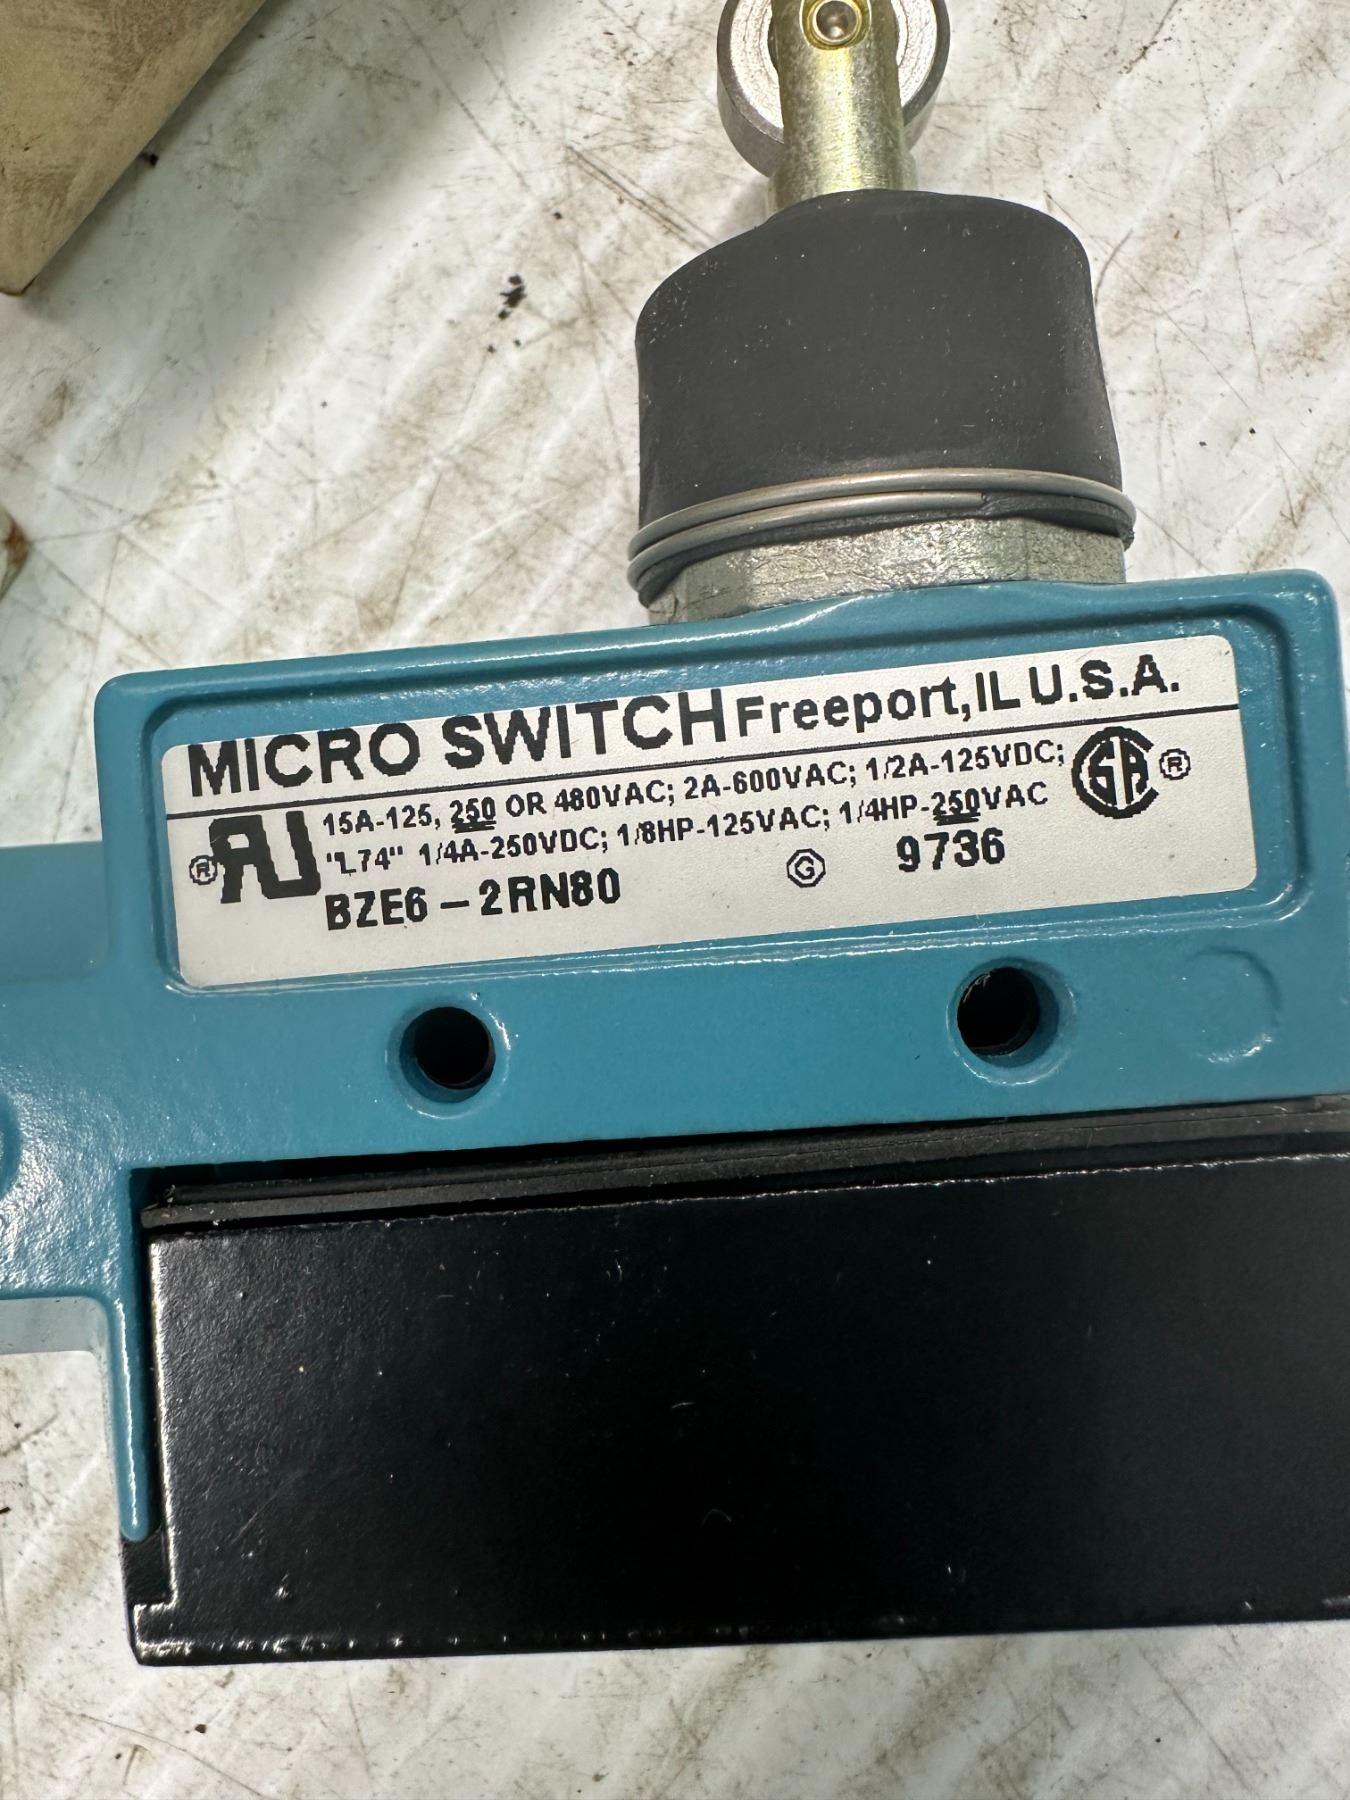 MICRO SWITCH Freeport, IL U.S.A.
15A-125, 250 OR 480VAC; 2A-600VAC; 1/2A-125VDC;
"L74" 1/4A-250VDC; 1/8HP-125VAC; 1/4HP-250VAC
BZE6-2RN80 G 9736